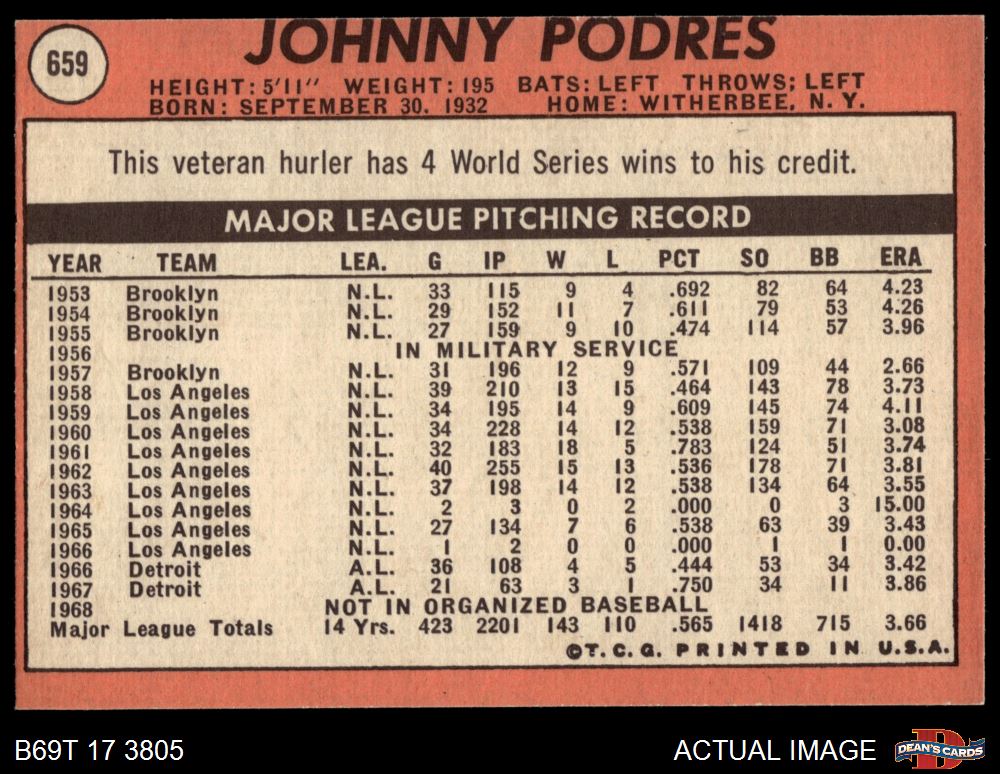 JOHNNY PODRES
659
HEIGHT: 5'11" WEIGHT: 195 BATS: LEFT THROWS; LEFT
BORN: SEPTEMBER 30. 1932 HOME: WITHERBEE, N. Y.
This veteran hurler has 4 World Series wins to his credit.
MAJOR LEAGUE PITCHING RECORD
YEAR TEAM LEA. G IP W L PCT SO BB ERA
1953 Brooklyn N.L. 33 115 9 4 .692 82 64 4.23
1954 Brooklyn N.L. 29 152 11 7 .611 79 53 4.26
1955 Brooklyn N.L. 27 159 9 10 .474 114 57 3.96
1956 IN MILITARY SERVICE
1957 Brooklyn N.L. 31 196 12 9 .571 109 44 2.66
1958 Los Angeles N.L. 39 210 13 15 .464 143 78 3.73
1959 Los Angeles N.L. 34 195 14 9 .609 145 74 4.11
1960 Los Angeles N.L. 34 228 14 12 .538 159 71 3.08
1961 Los Angeles N.L. 32 183 18 5 .783 124 51 3.74
1962 Los Angeles N.L. 40 255 15 13 .536 178 71 3.81
1963 Los Angeles N.L. 37 198 14 12 .538 134 64 3.55
1964 Los Angeles N.L. 2 3 0 2 .000 0 3 15.00
1965 Los Angeles N.L. 27 134 7 6 .538 63 39 3.43
1966 Los Angeles N.L. 1 2 0 0 .000 1 1 0.00
1966 Detroit A.L. 36 108 4 5 .444 53 34 3.42
1967 Detroit A.L. 21 63 3 1 .750 34 11 3.86
1968 NOT IN ORGANIZED BASEBALL
Major League Totals 14 Yrs. 423 2201 143 110 .565 1418 715 3.66
©T.C.G. PRINTED IN U.S.A.
B69T 17 3805 ACTUAL IMAGE DEAN'S CARDS